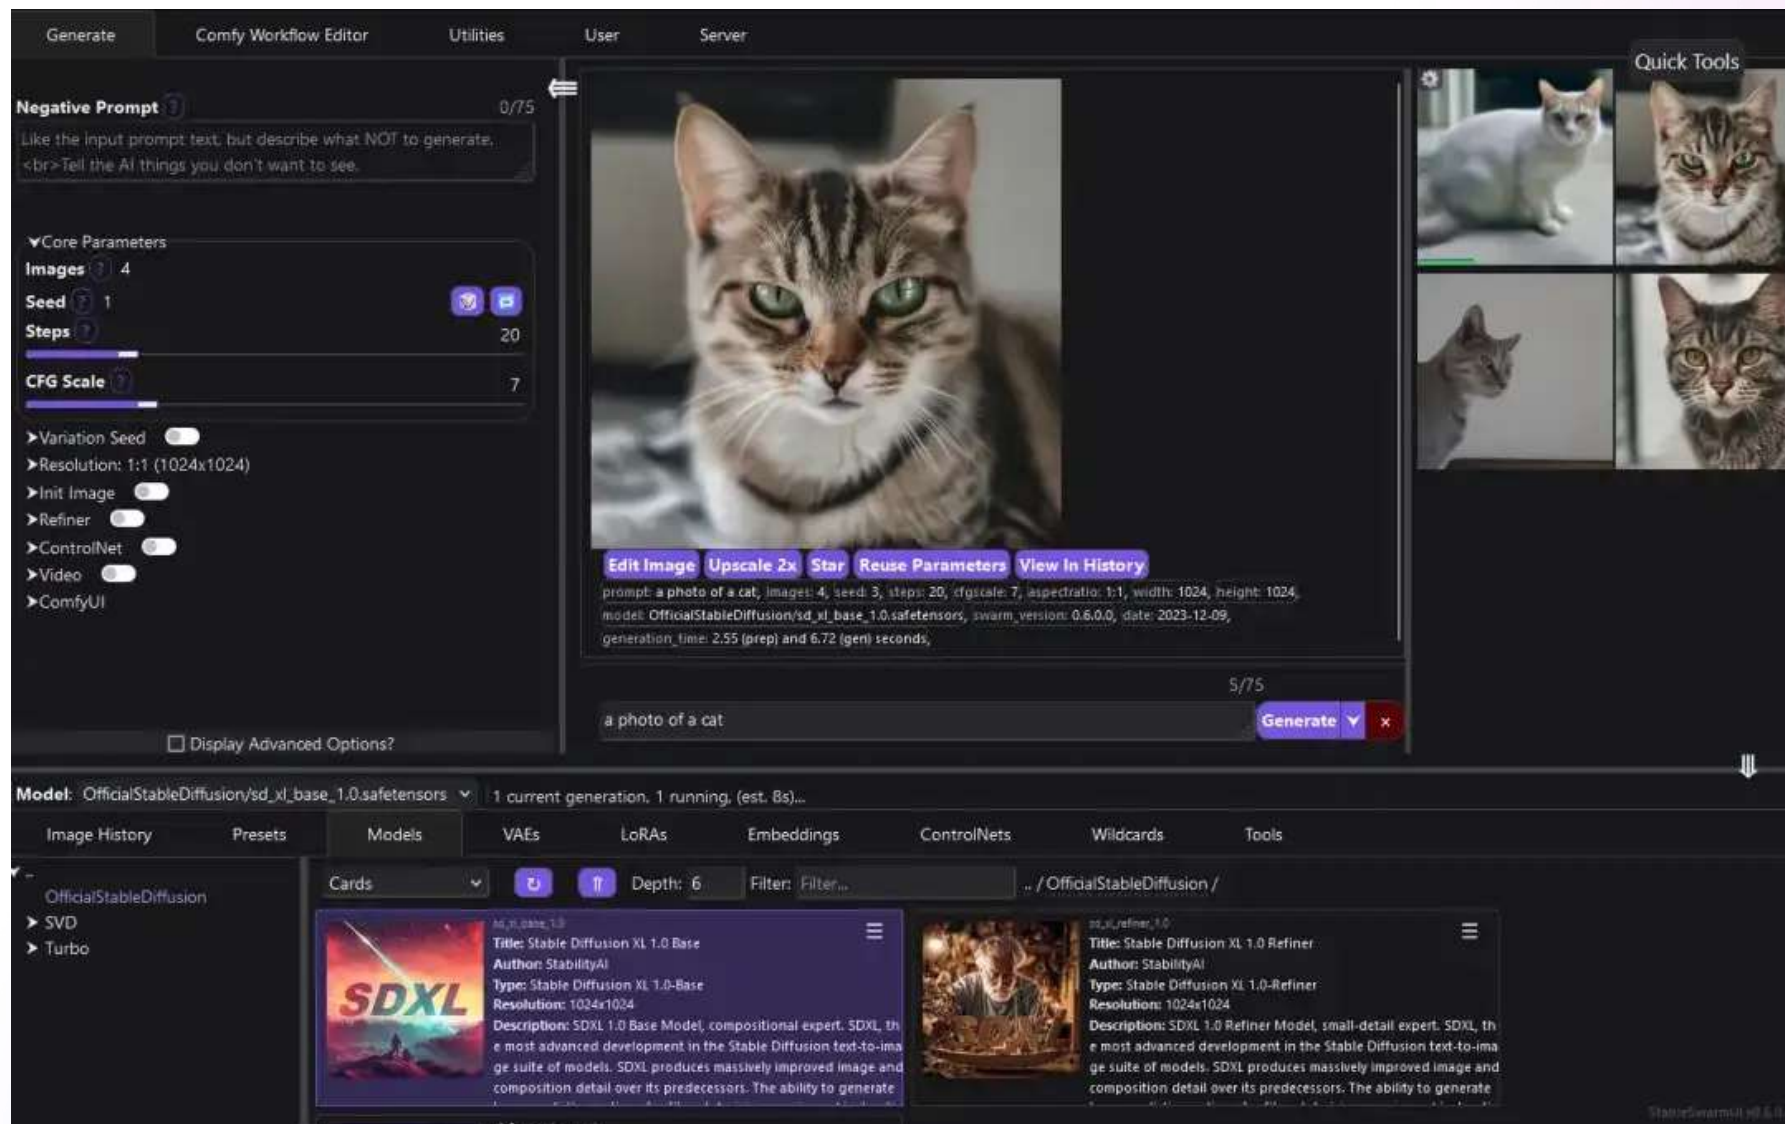 Generate Comfy Workflow Editor Utilities User Server
Quick Tools
Negative Prompt ? 0/75
Like the input prompt text, but describe what NOT to generate.
<br>Tell the AI things you don't want to see.
Core Parameters
Images ? 4
Seed ? 1
Steps ? 20
CFG Scale ? 7
Variation Seed
Resolution: 1:1 (1024x1024)
Init Image
Refiner
ControlNet
Video
ComfyUI
Display Advanced Options?
Edit Image Upscale 2x Star Reuse Parameters View In History
prompt: a photo of a cat, images: 4, seed: 3, steps: 20, cfgscale: 7, aspectratio: 1:1, width: 1024, height: 1024,
model: OfficialStableDiffusion/sd_xl_base_1.0.safetensors, swarm_version: 0.6.0.0, date: 2023-12-09,
generation_time: 2.55 (prep) and 6.72 (gen) seconds,
5/75
a photo of a cat Generate ×
Model: OfficialStableDiffusion/sd_xl_base_1.0.safetensors 1 current generation, 1 running, (est. 8s)...
Image History Presets Models VAEs LoRAs Embeddings ControlNets Wildcards Tools
..
OfficialStableDiffusion
SVD
Turbo
Cards Depth: 6 Filter: Filter... .. / OfficialStableDiffusion /
SDXL
sd_xl_base_1.0
Title: Stable Diffusion XL 1.0 Base
Author: StabilityAI
Type: Stable Diffusion XL 1.0-Base
Resolution: 1024x1024
Description: SDXL 1.0 Base Model, compositional expert. SDXL, th
e most advanced development in the Stable Diffusion text-to-ima
ge suite of models. SDXL produces massively improved image and
composition detail over its predecessors. The ability to generate
sd_xl_refiner_1.0
Title: Stable Diffusion XL 1.0 Refiner
Author: StabilityAI
Type: Stable Diffusion XL 1.0-Refiner
Resolution: 1024x1024
Description: SDXL 1.0 Refiner Model, small-detail expert. SDXL, th
e most advanced development in the Stable Diffusion text-to-ima
ge suite of models. SDXL produces massively improved image and
composition detail over its predecessors. The ability to generate